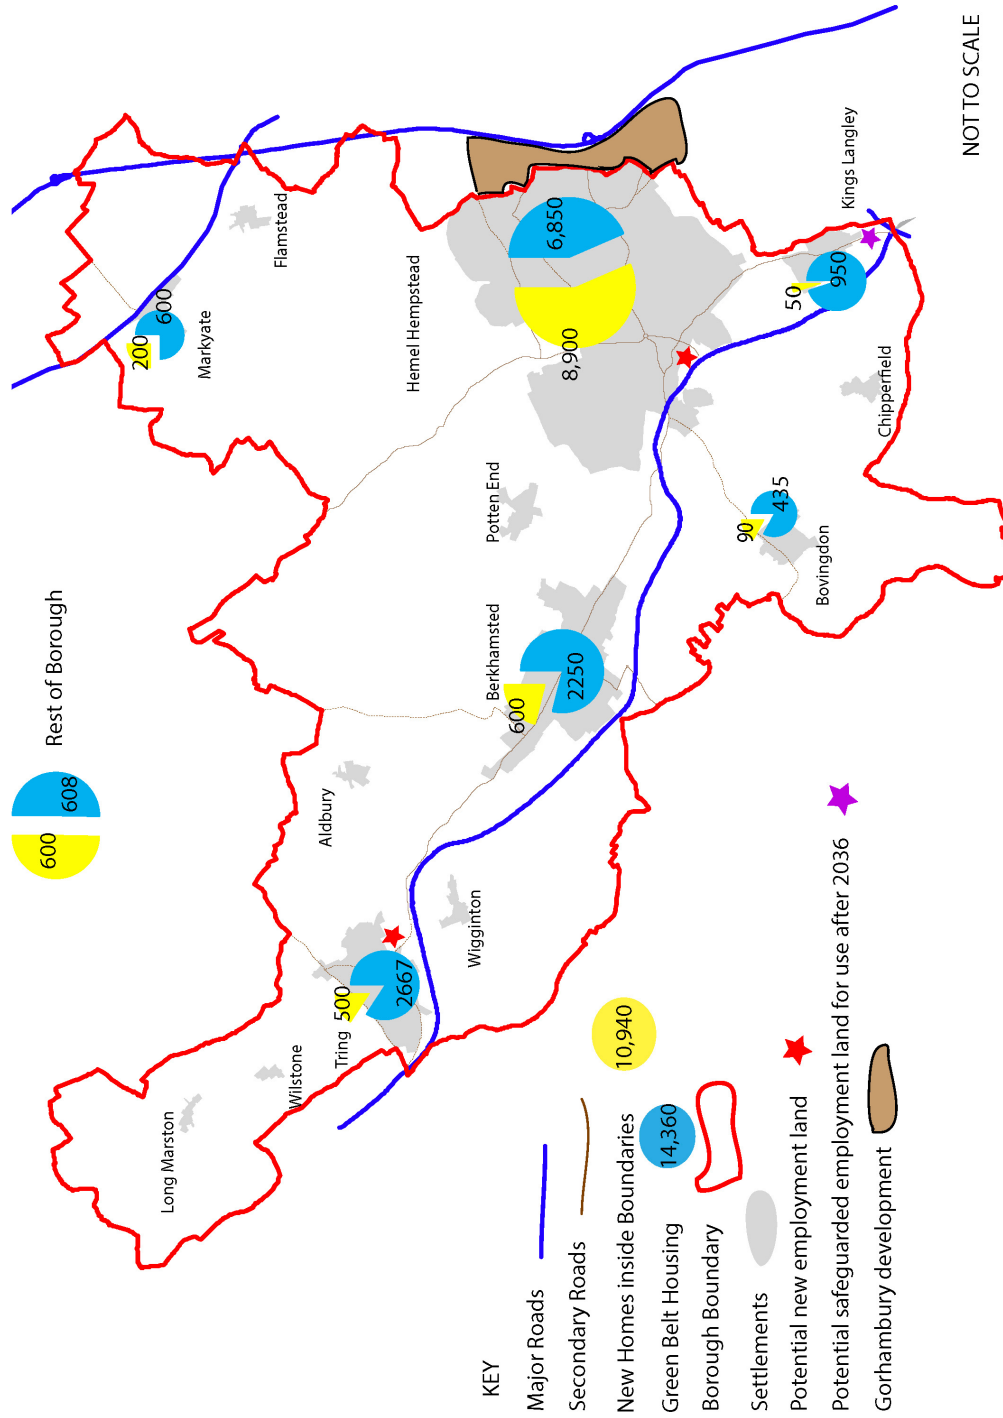 Rest of Borough
600
608
Long Marston
Wilstone
Tring
500
2667
Aldbury
Wigginton
Berkhamsted
600
2250
Potten End
Bovingdon
90
435
Hemel Hempstead
8,900
6,850
Markyate
200
600
Flamstead
Chipperfield
Kings Langley
50
950
KEY
Major Roads
Secondary Roads
New Homes inside Boundaries
10,940
Green Belt Housing
14,360
Borough Boundary
Settlements
Potential new employment land
Potential safeguarded employment land for use after 2036
Gorhambury development
NOT TO SCALE